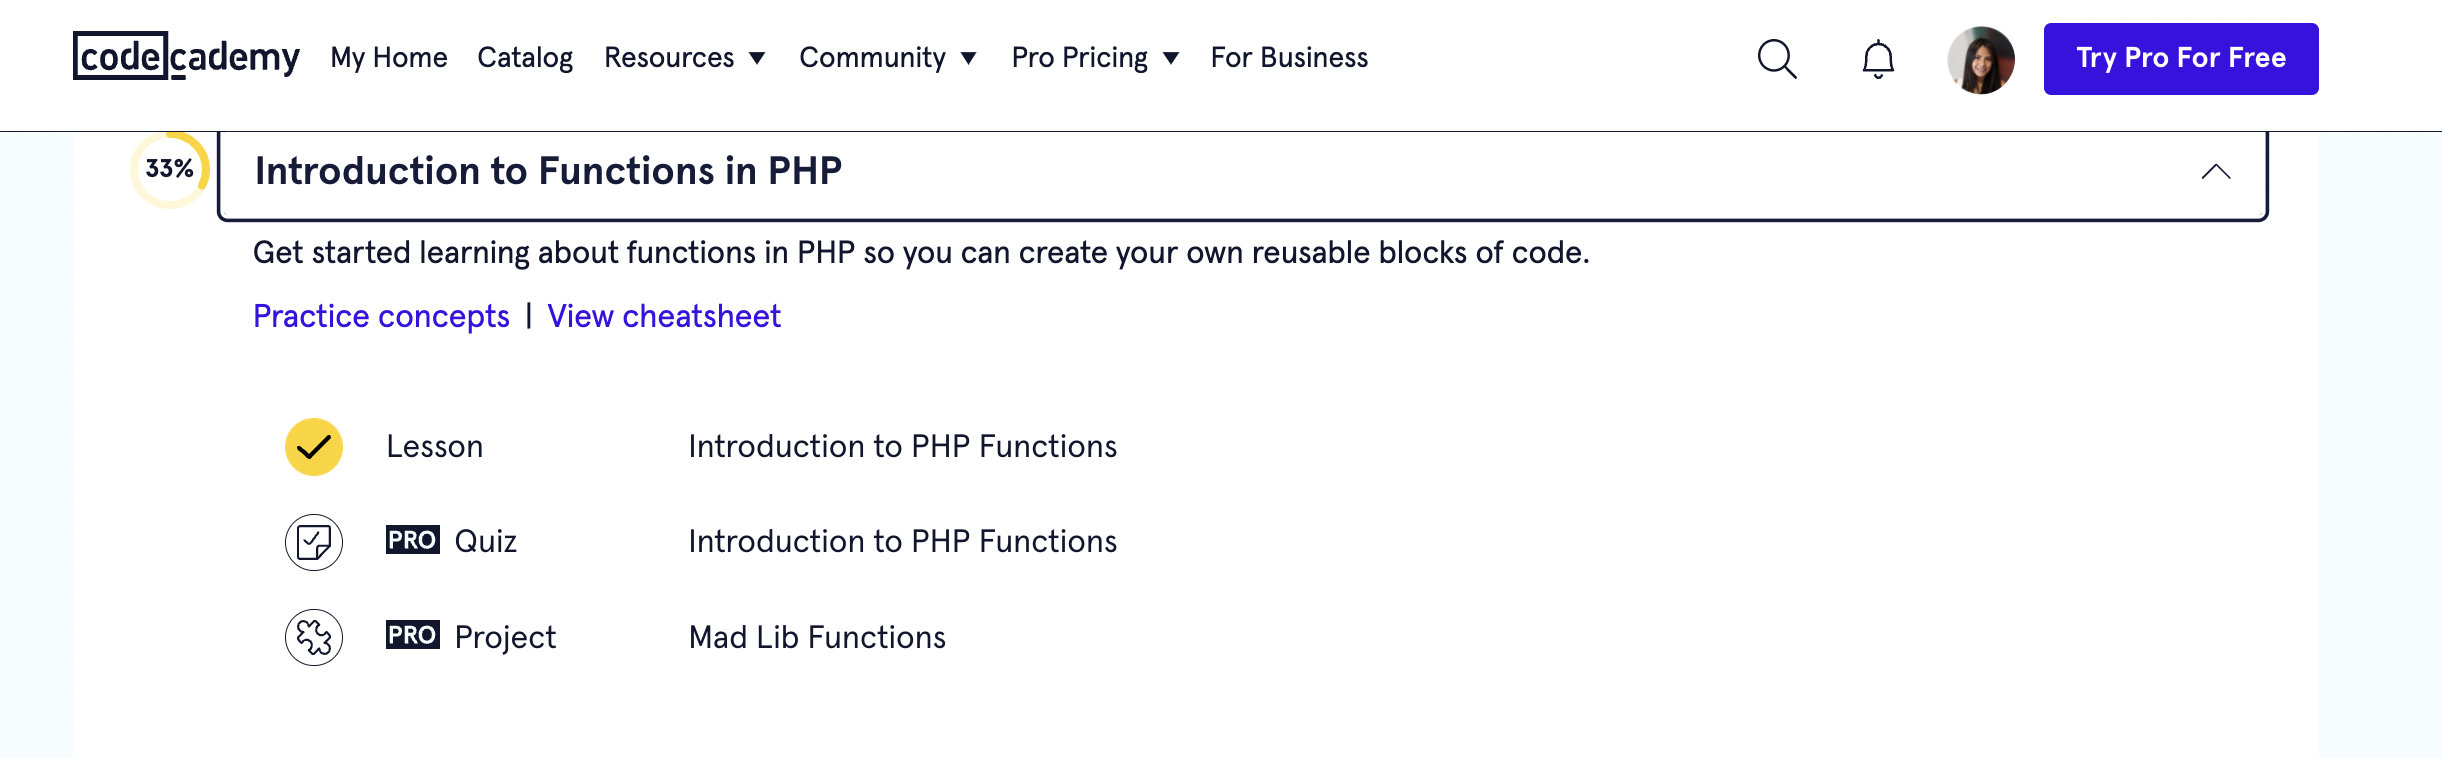 codecademy My Home Catalog Resources Community Pro Pricing For Business Try Pro For Free
33% Introduction to Functions in PHP
Get started learning about functions in PHP so you can create your own reusable blocks of code.
Practice concepts | View cheatsheet
Lesson Introduction to PHP Functions
PRO Quiz Introduction to PHP Functions
PRO Project Mad Lib Functions